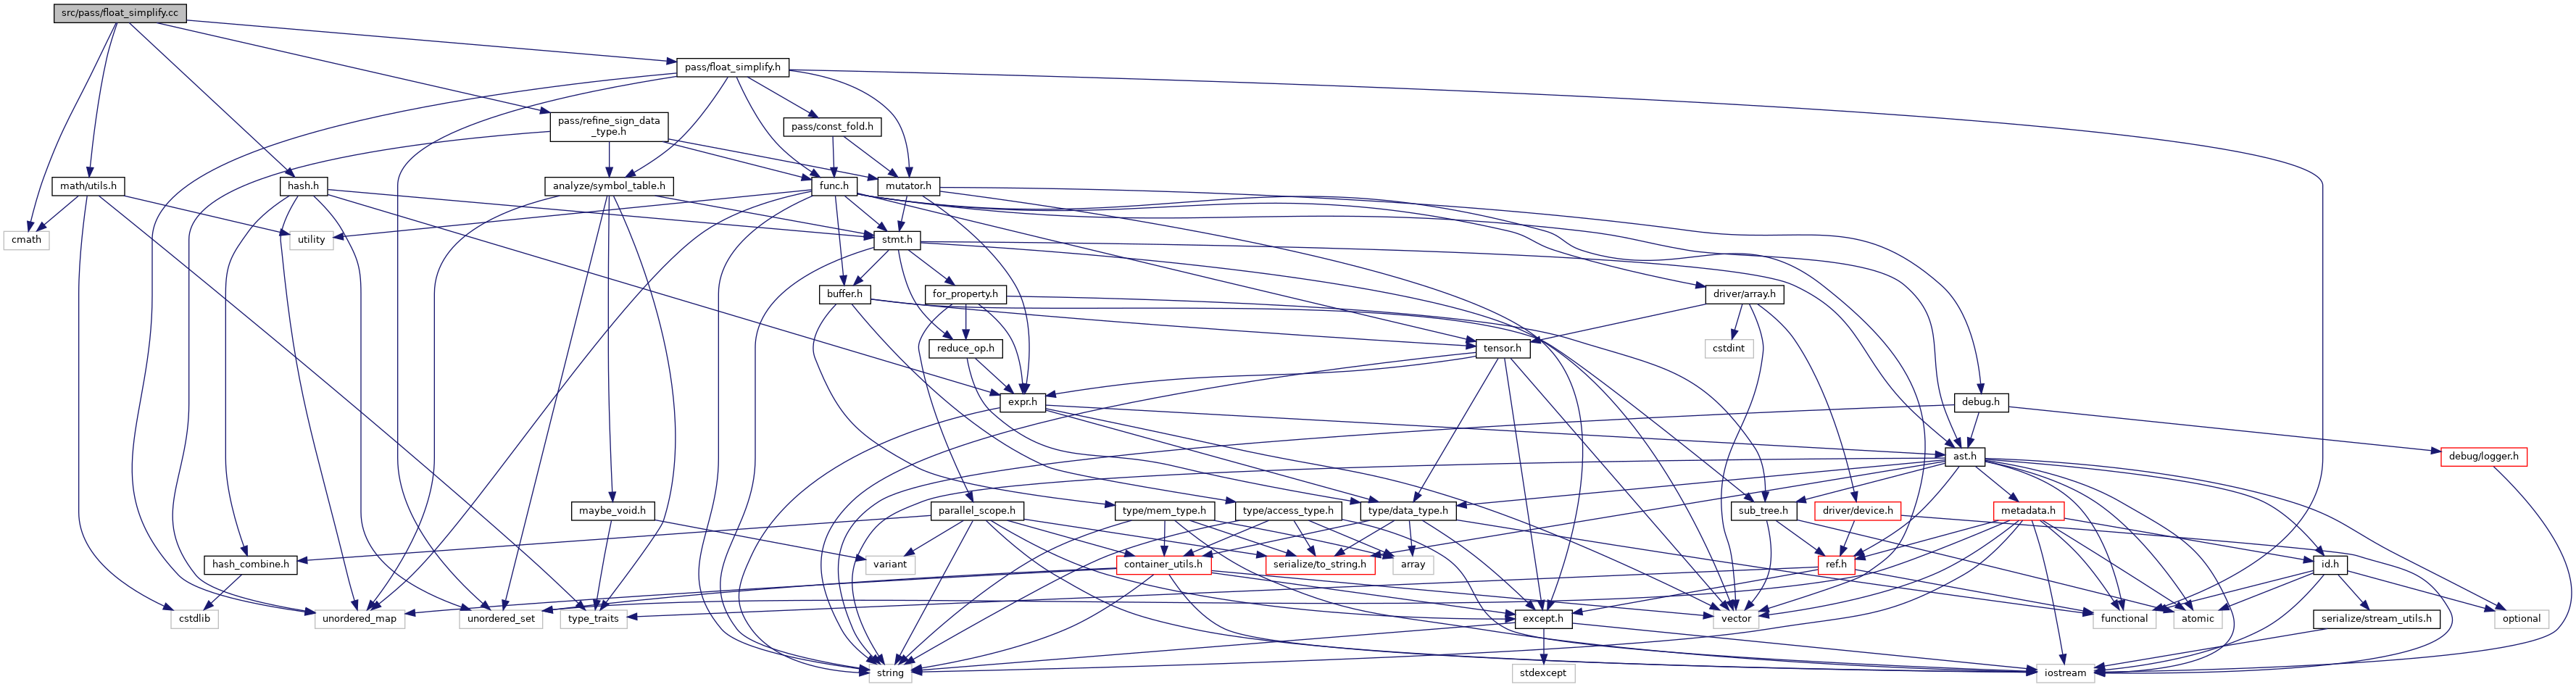 src/pass/float_simplify.cc
pass/float_simplify.h
pass/refine_sign_data
_type.h
pass/const_fold.h
math/utils.h
hash.h
analyze/symbol_table.h
func.h
mutator.h
cmath
utility
stmt.h
buffer.h
for_property.h
driver/array.h
reduce_op.h
tensor.h
cstdint
expr.h
debug.h
ast.h
debug/logger.h
maybe_void.h
parallel_scope.h
type/mem_type.h
type/access_type.h
type/data_type.h
sub_tree.h
driver/device.h
metadata.h
hash_combine.h
variant
container_utils.h
serialize/to_string.h
array
ref.h
id.h
cstdlib
unordered_map
unordered_set
type_traits
except.h
vector
functional
atomic
serialize/stream_utils.h
optional
string
stdexcept
iostream